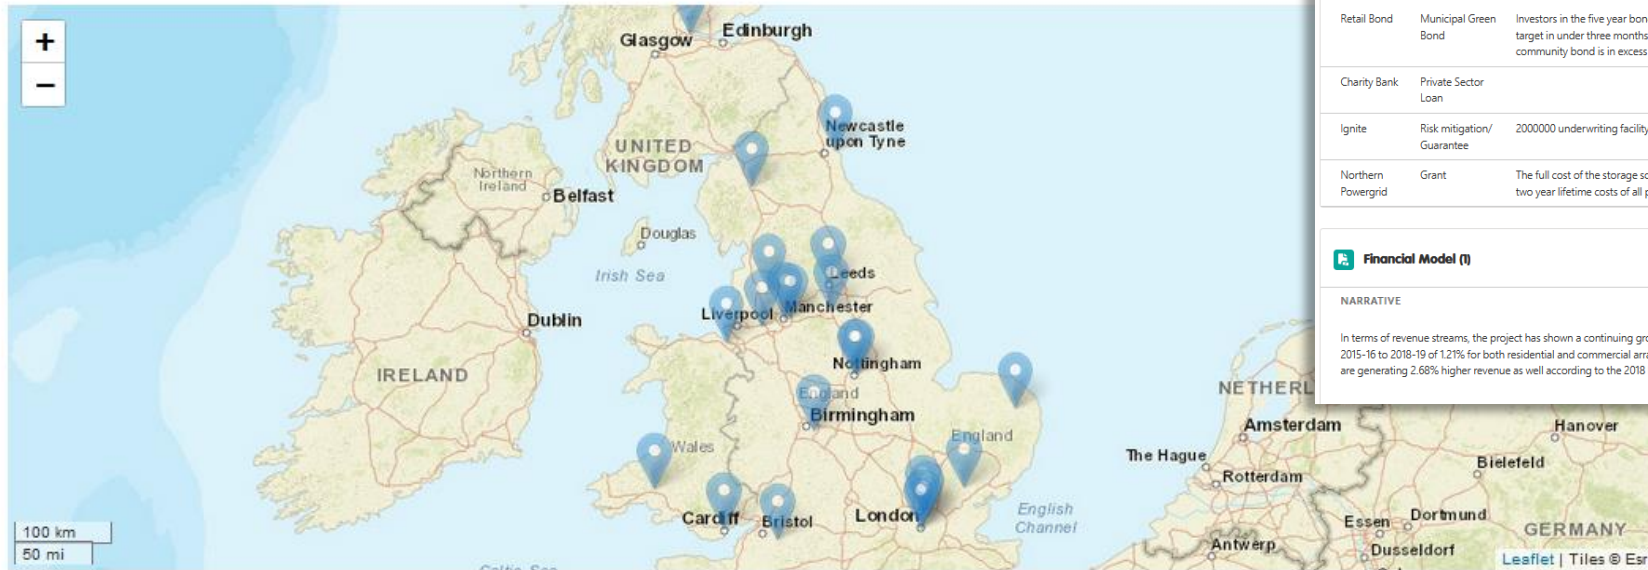 +
−
Glasgow
Edinburgh
Newcastle
upon Tyne
UNITED
KINGDOM
Northern
Ireland
Belfast
Douglas
Irish Sea
Leeds
Liverpool
Manchester
Dublin
Nottingham
IRELAND
England
Birmingham
Wales
England
Cardiff
Bristol
London
English
Channel
NETHERL
Amsterdam
The Hague
Rotterdam
Hanover
Bielefeld
Essen
Dortmund
GERMANY
Antwerp
Dusseldorf
100 km
50 mi
Leaflet | Tiles © Esr
Retail Bond
Municipal Green
Bond
Investors in the five year bon
target in under three months
community bond is in excess
Charity Bank
Private Sector
Loan
Ignite
Risk mitigation/
Guarantee
2000000 underwriting facility
Northern
Powergrid
Grant
The full cost of the storage so
two year lifetime costs of all p
Financial Model (1)
NARRATIVE
In terms of revenue streams, the project has shown a continuing gro
2015-16 to 2018-19 of 1.21% for both residential and commercial arra
are generating 2.68% higher revenue as well according to the 2018